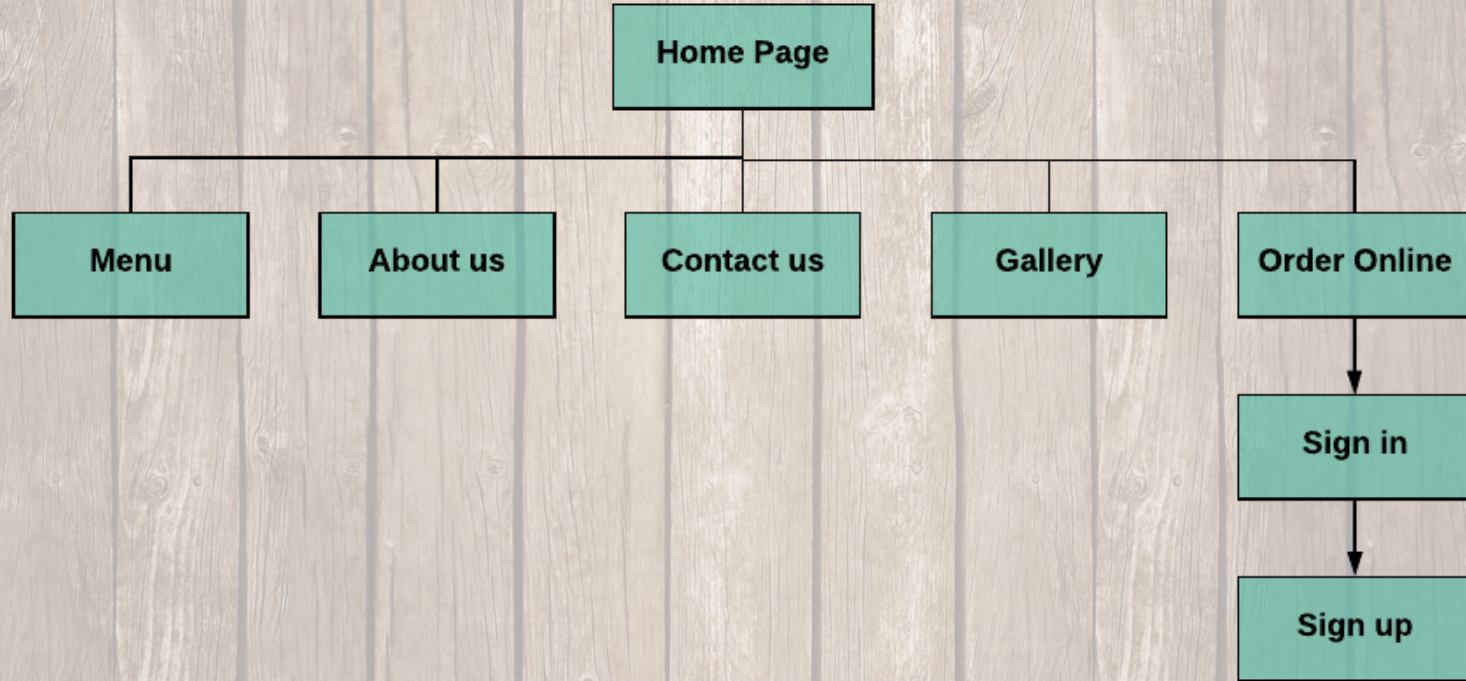 Home Page
Menu
About us
Contact us
Gallery
Order Online
Sign in
Sign up